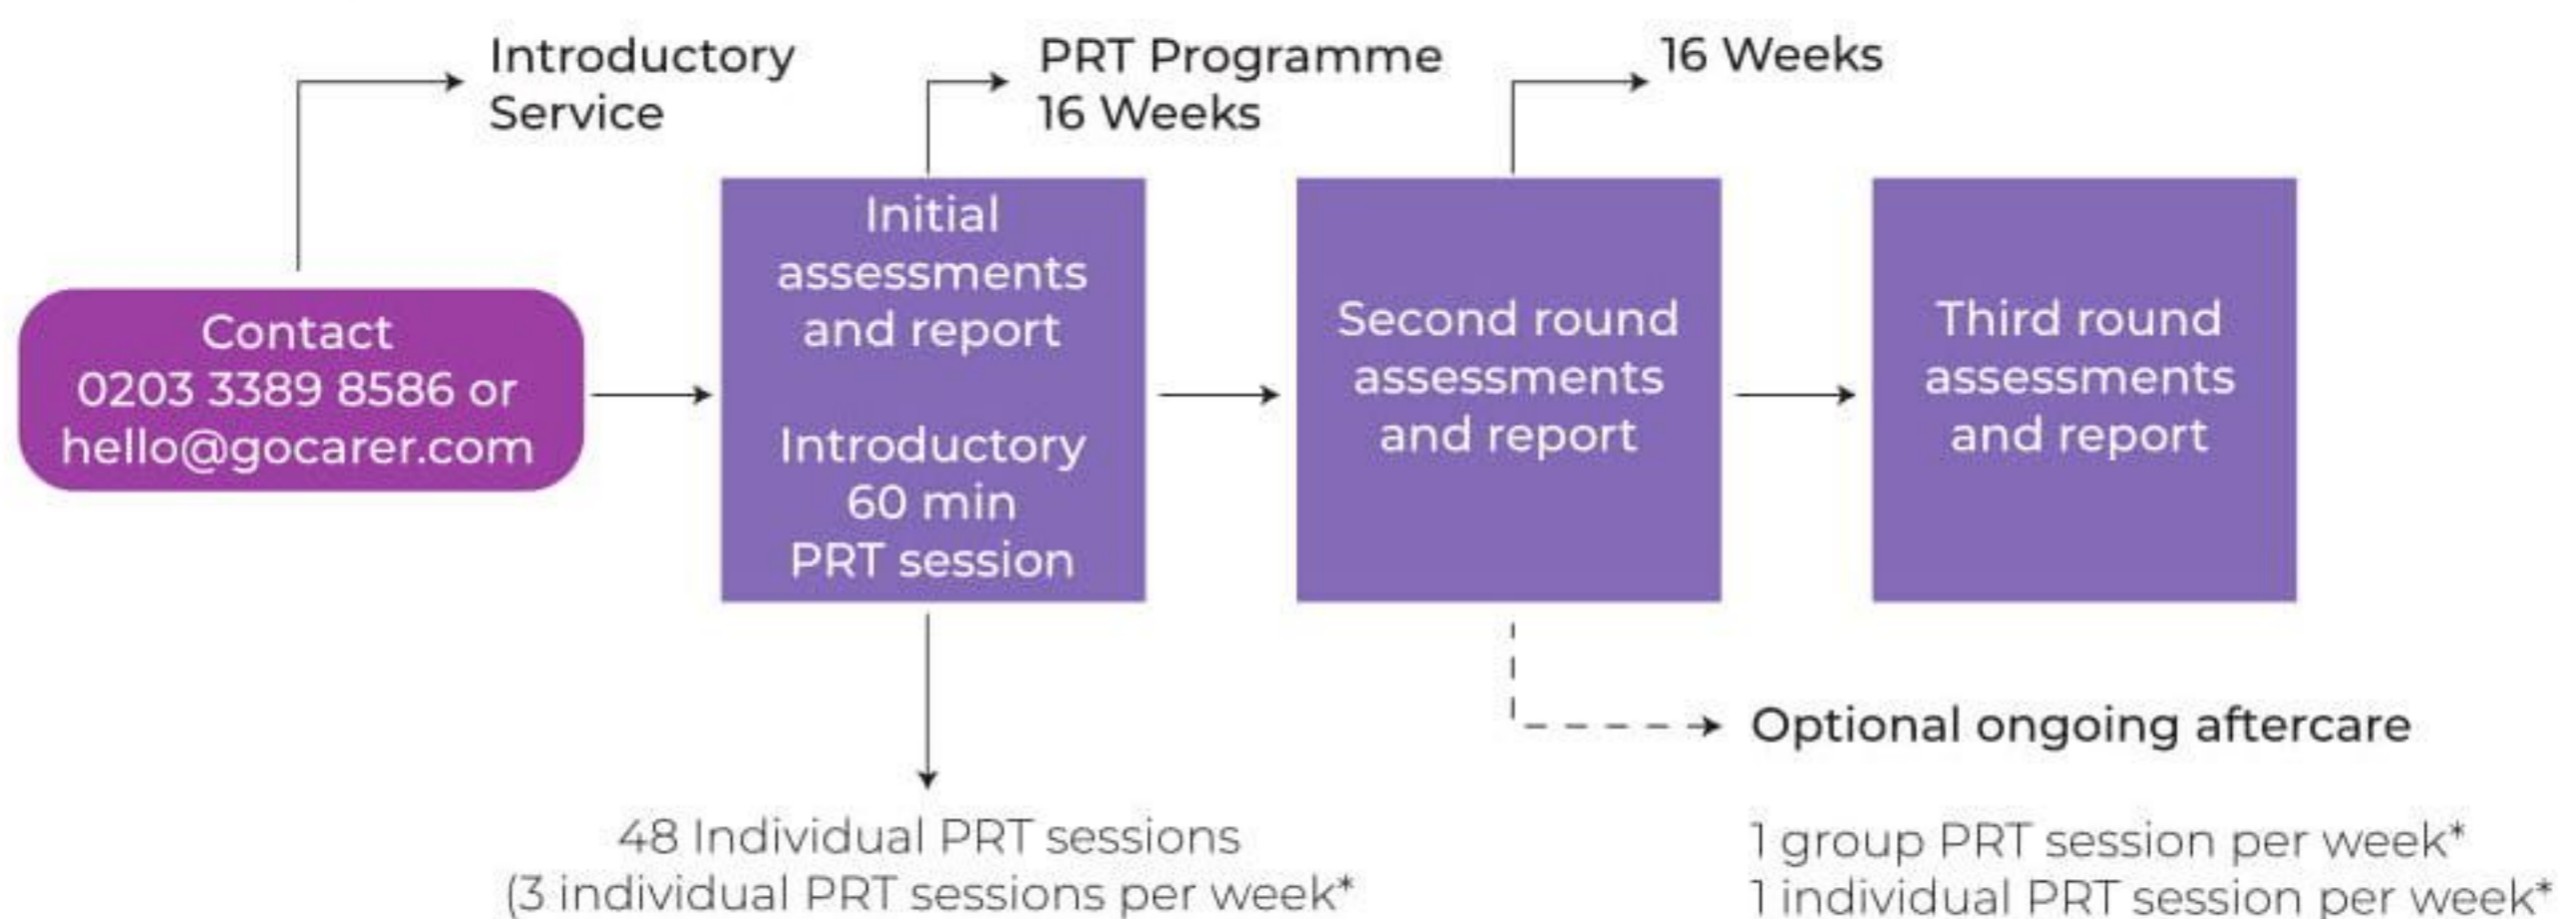 Introductory
Service
PRT Programme
16 Weeks
16 Weeks
Contact
0203 3389 8586 or
hello@gocarer.com
Initial
assessments
and report
Introductory
60 min
PRT session
Second round
assessments
and report
Third round
assessments
and report
48 Individual PRT sessions
(3 individual PRT sessions per week*
Optional ongoing aftercare
1 group PRT session per week*
1 individual PRT session per week*